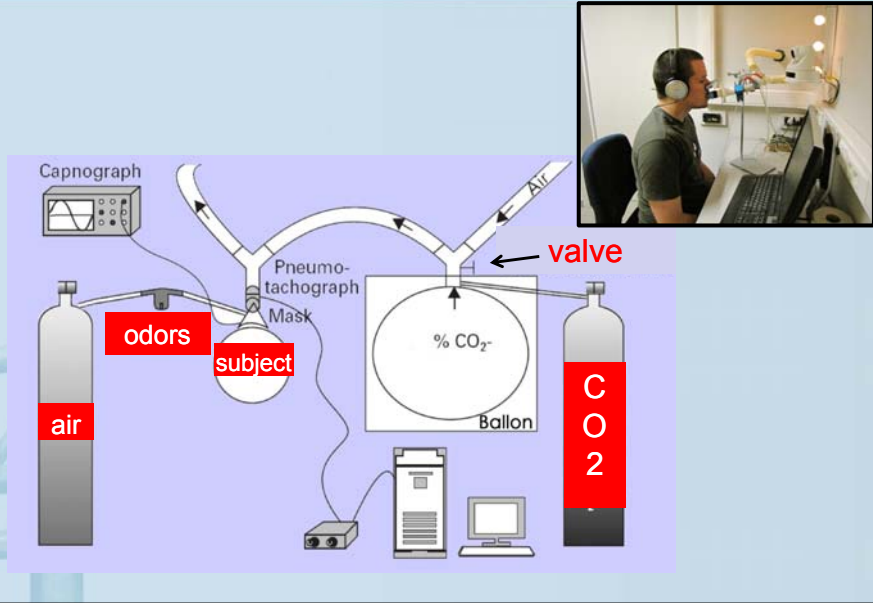 Capnograph
Air
valve
Pneumo-
tachograph
Mask
odors
subject
% CO₂-
air
Ballon
C
O
2